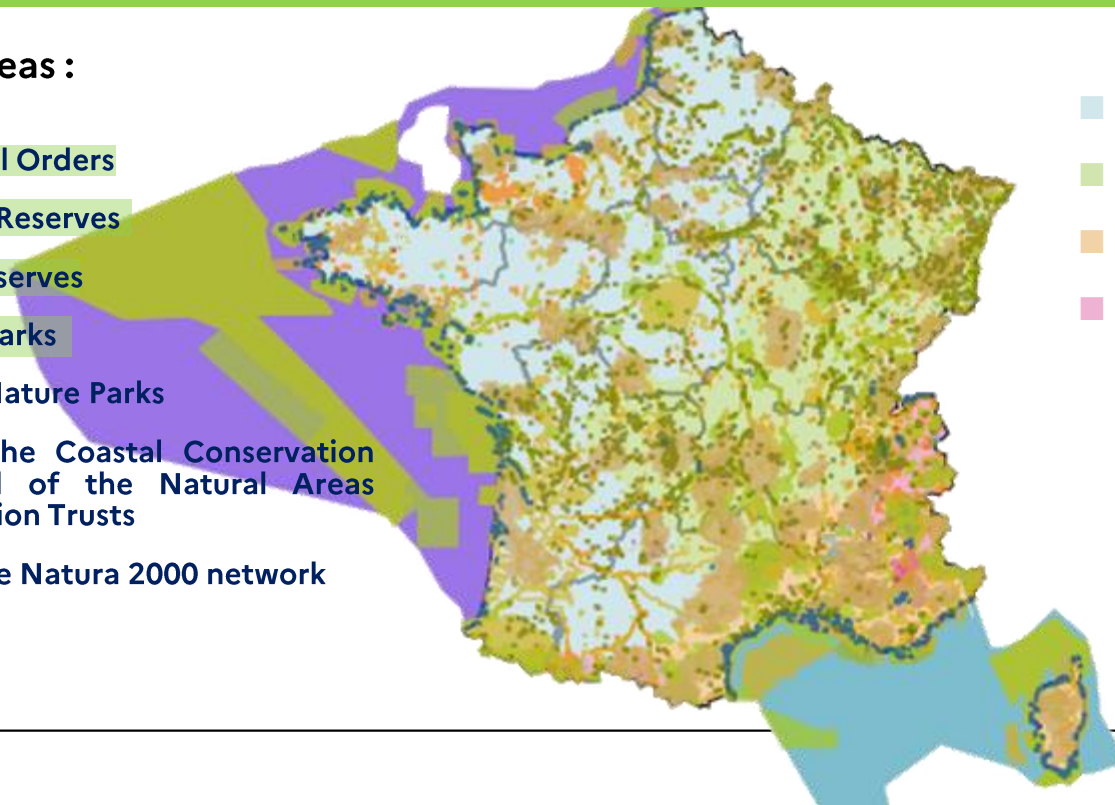 eas :
l Orders
Reserves
serves
arks
Nature Parks
he Coastal Conservation
l of the Natural Areas
ion Trusts
e Natura 2000 network